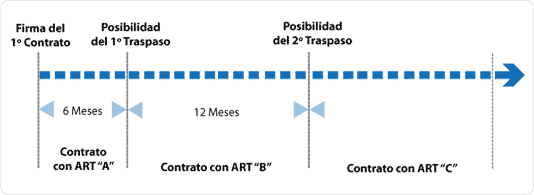 Firma del
1º Contrato
Posibilidad
del 1º Traspaso
Posibilidad
del 2º Traspaso
6 Meses
12 Meses
Contrato
con ART “A”
Contrato con ART “B”
Contrato con ART “C”